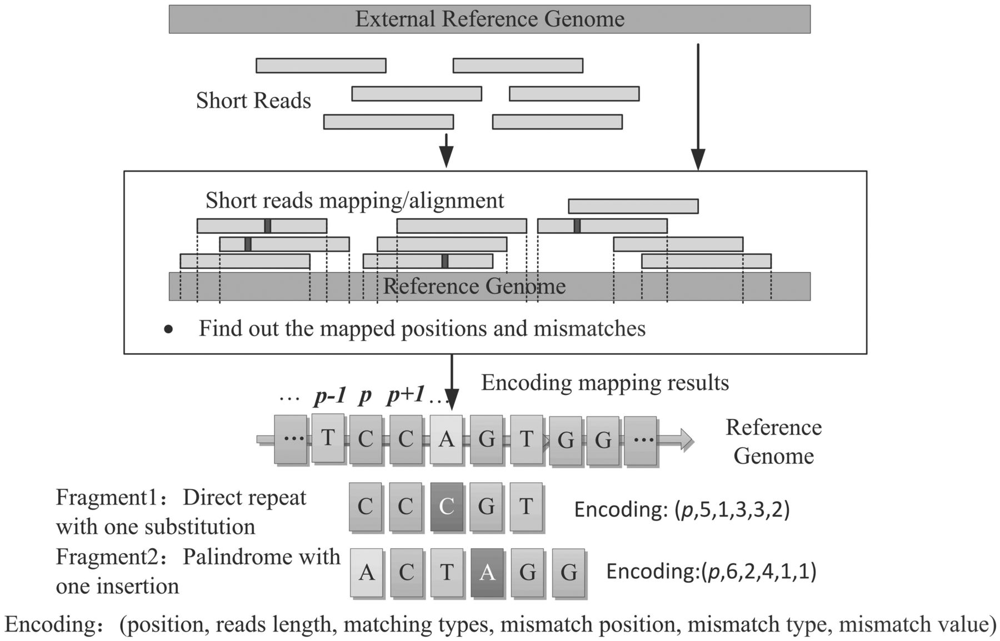 External Reference Genome
Short Reads
Short reads mapping/alignment
Reference Genome
• Find out the mapped positions and mismatches
Encoding mapping results
... p-1 p p+1 ...
... T C C A G T G G ...
Reference
Genome
Fragment1: Direct repeat
with one substitution
C C C G T
Encoding: (p,5,1,3,3,2)
Fragment2: Palindrome with
one insertion
A C T A G G
Encoding:(p,6,2,4,1,1)
Encoding: (position, reads length, matching types, mismatch position, mismatch type, mismatch value)